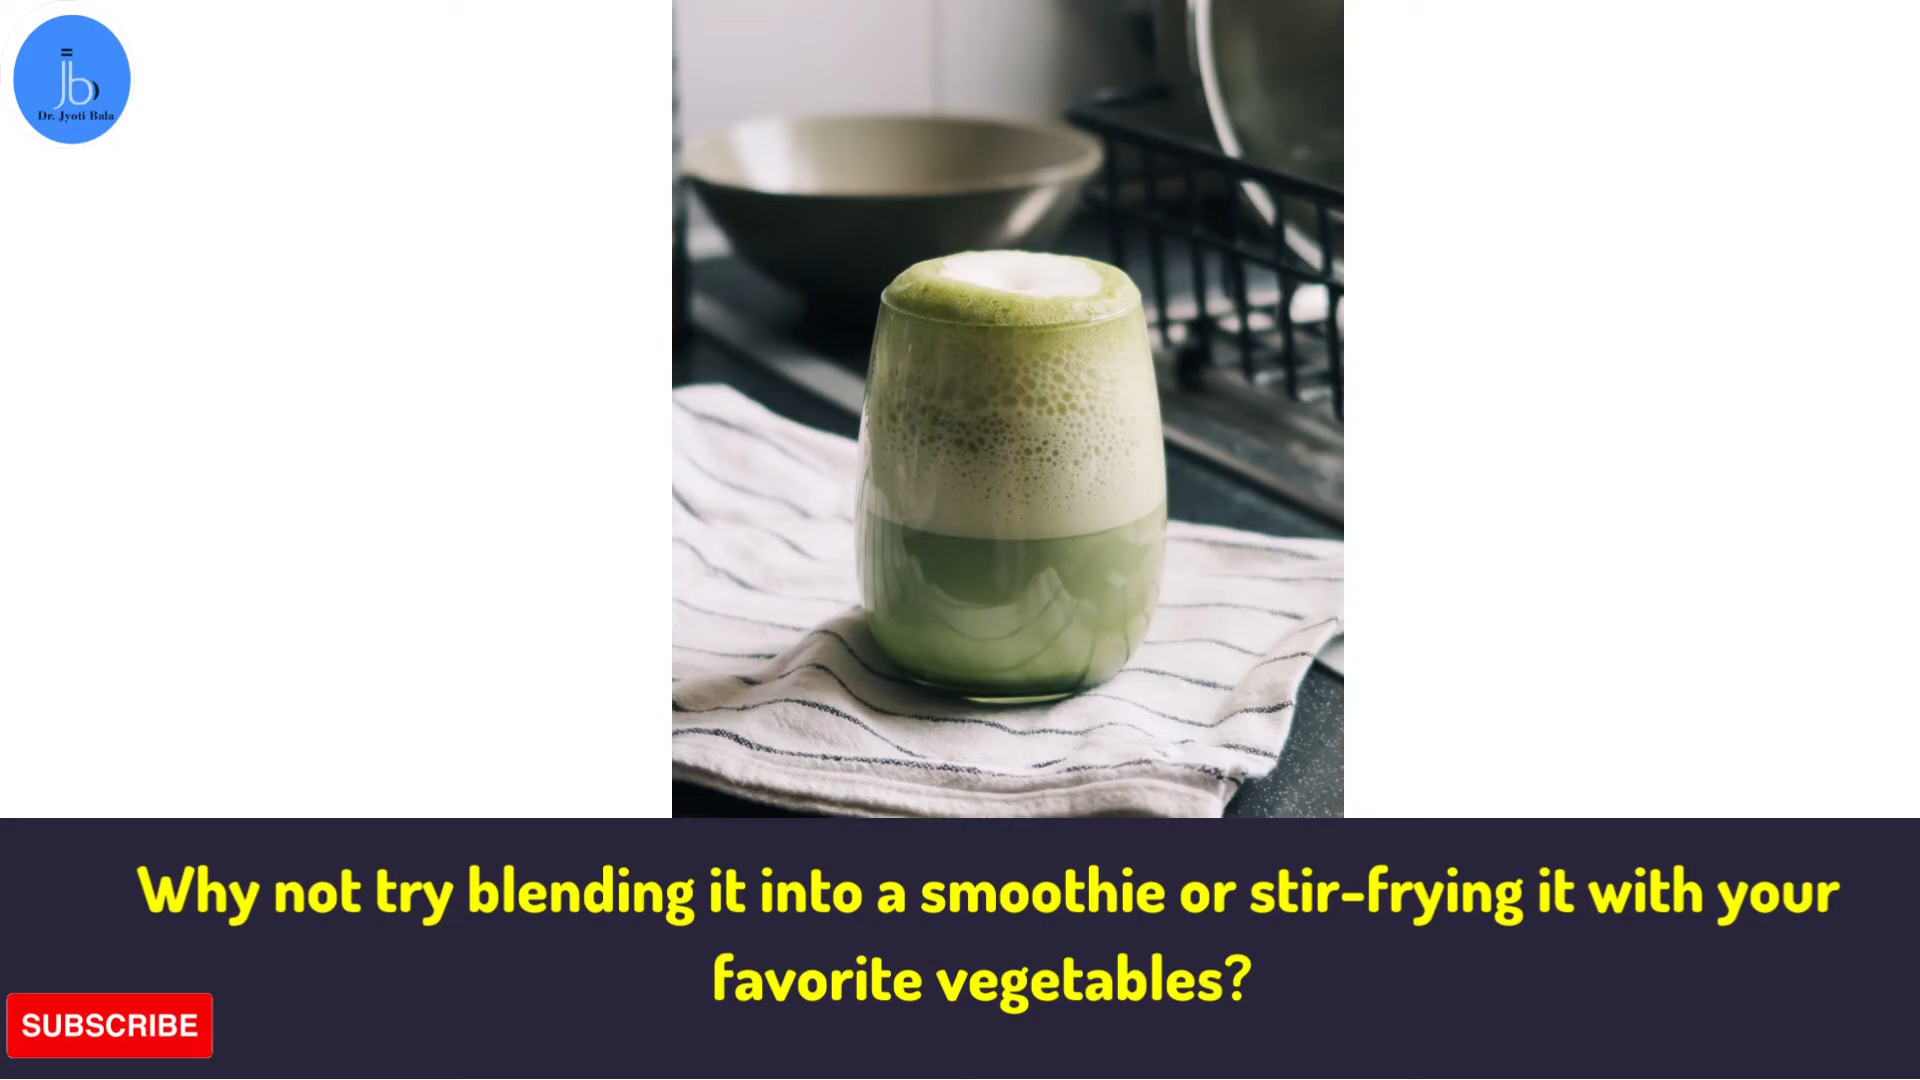 jb
Dr. Jyoti Bala
Why not try blending it into a smoothie or stir-frying it with your
favorite vegetables?
SUBSCRIBE